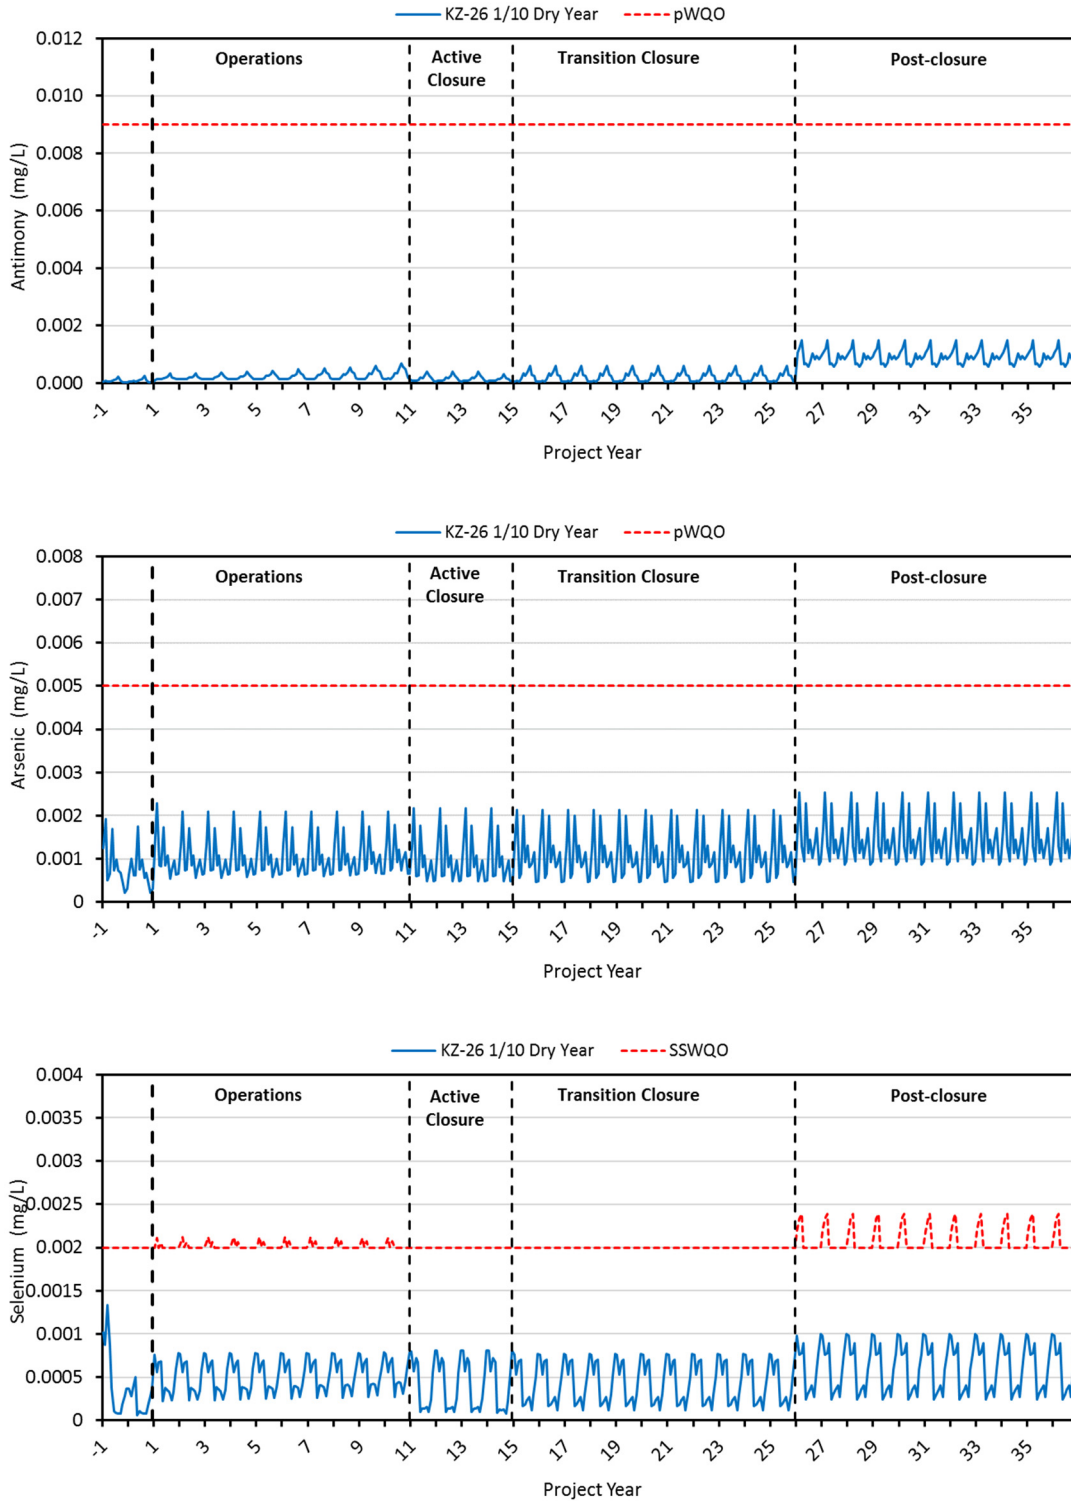 KZ-26 1/10 Dry Year pWQO
0.012
0.010
0.008
0.006
0.004
0.002
0.000
Antimony (mg/L)
Operations
Active
Closure
Transition Closure
Post-closure
-1 1 3 5 7 9 11 13 15 17 19 21 23 25 27 29 31 33 35
Project Year
KZ-26 1/10 Dry Year pWQO
0.008
0.007
0.006
0.005
0.004
0.003
0.002
0.001
0
Arsenic (mg/L)
Operations
Active
Closure
Transition Closure
Post-closure
-1 1 3 5 7 9 11 13 15 17 19 21 23 25 27 29 31 33 35
Project Year
KZ-26 1/10 Dry Year SSWQO
0.004
0.0035
0.003
0.0025
0.002
0.0015
0.001
0.0005
0
Selenium (mg/L)
Operations
Active
Closure
Transition Closure
Post-closure
-1 1 3 5 7 9 11 13 15 17 19 21 23 25 27 29 31 33 35
Project Year